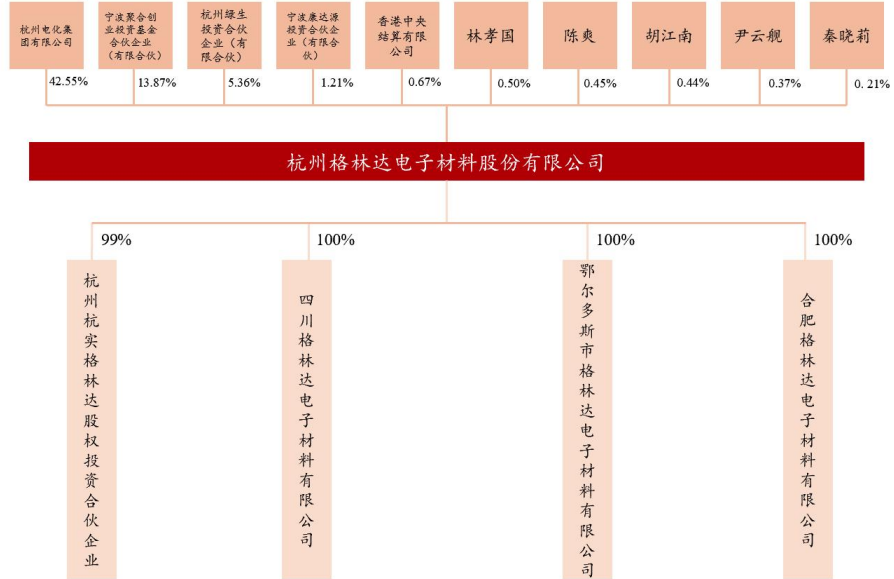 杭州电化集
团有限公司
宁波聚合创
业投资基金
合伙企业
（有限合伙）
杭州绿生
投资合伙
企业（有
限合伙）
宁波康达源
投资合伙企
业（有限合
伙）
香港中央
结算有限
公司
林孝国
陈爽
胡江南
尹云舰
秦晓莉
42.55%
13.87%
5.36%
1.21%
0.67%
0.50%
0.45%
0.44%
0.37%
0. 21%
杭州格林达电子材料股份有限公司
99%
100%
100%
100%
杭州杭实格林达股权投资合伙企业
四川格林达电子材料有限公司
鄂尔多斯市格林达电子材料有限公司
合肥格林达电子材料有限公司